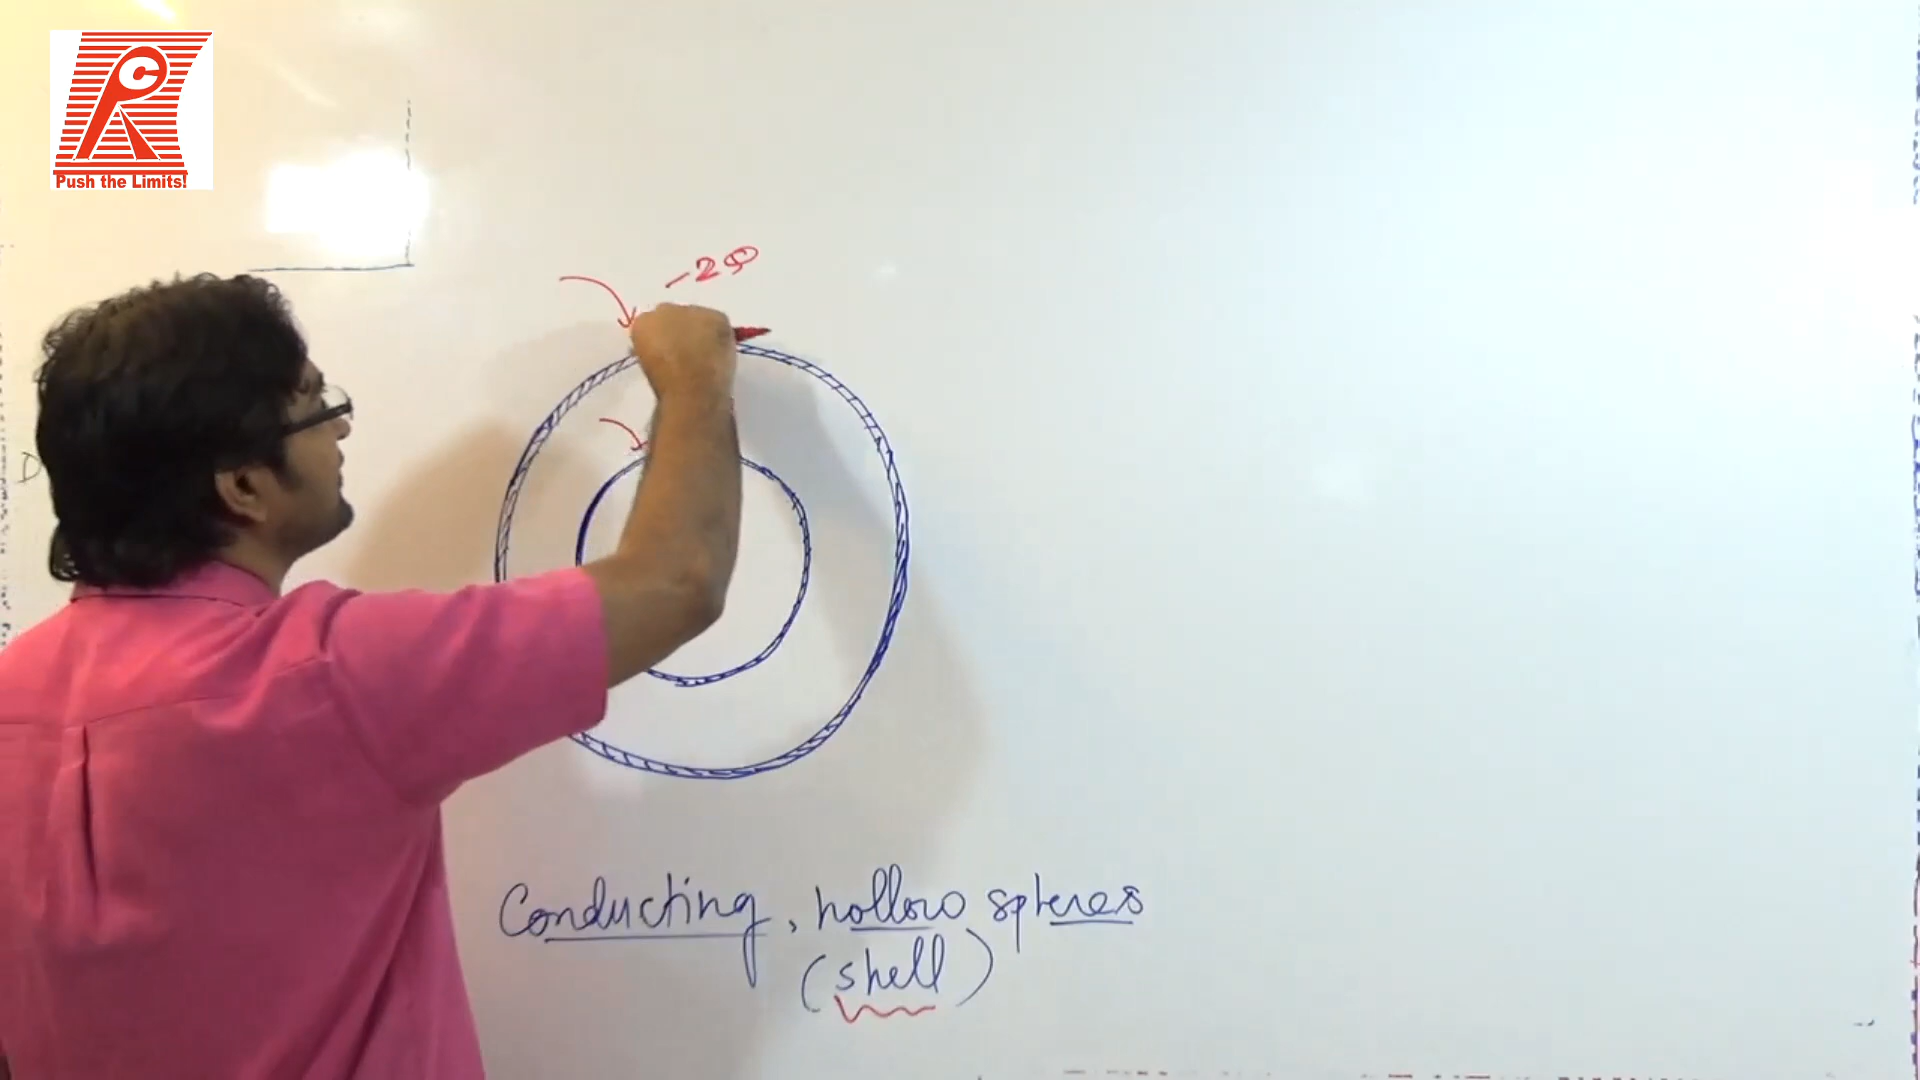 C
Push the Limits!
-2Q
D
Conducting, hollow spheres
(shell)